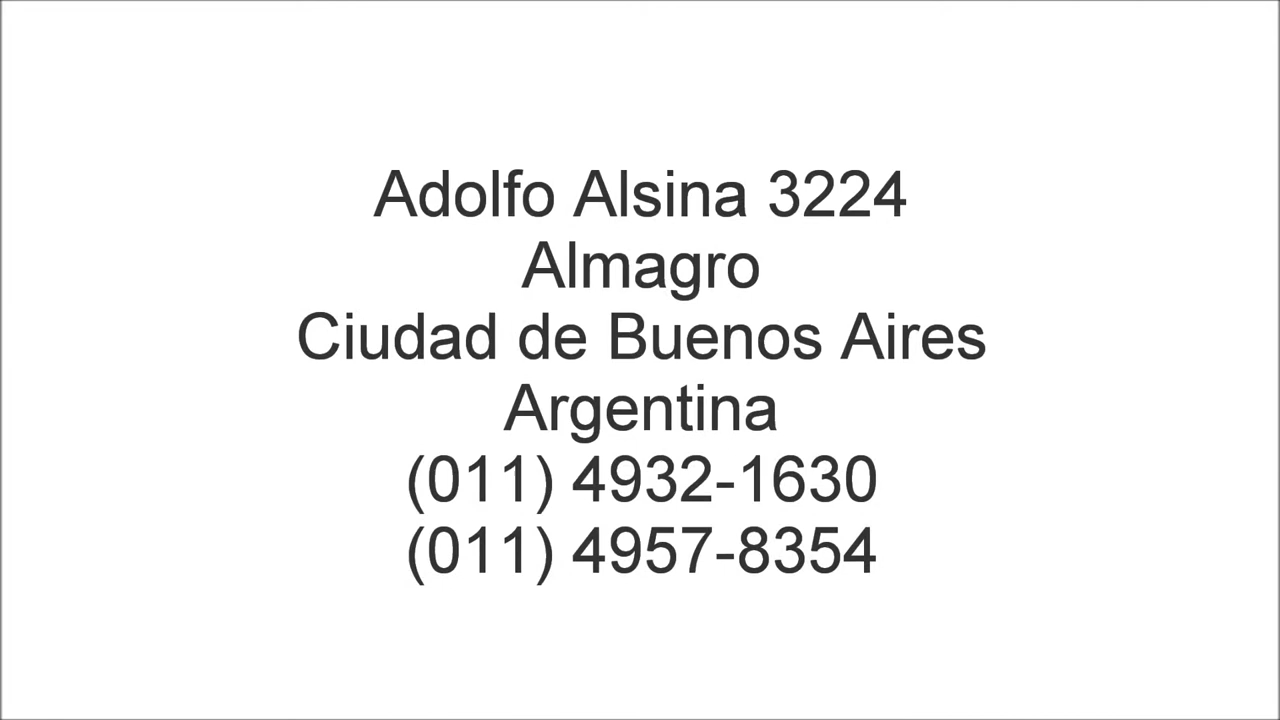 Adolfo Alsina 3224
Almagro
Ciudad de Buenos Aires
Argentina
(011) 4932-1630
(011) 4957-8354